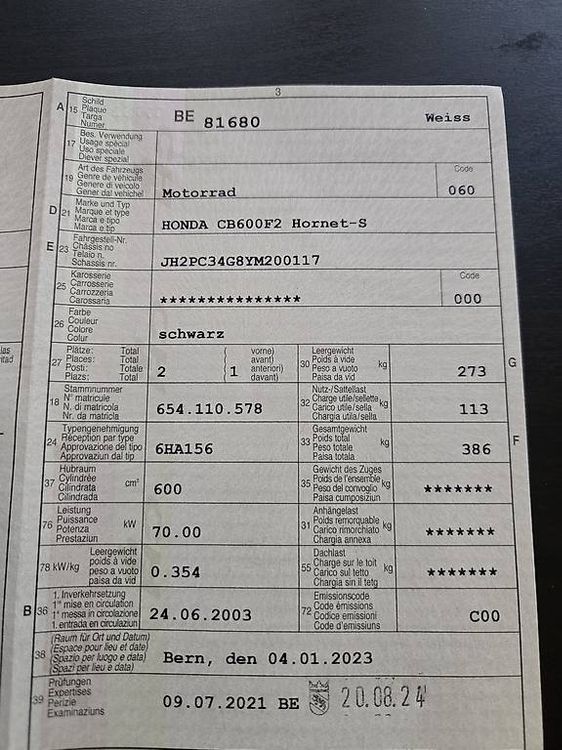 3
A 15 Schild
Plaque
Targa
Numer
BE 81680 Weiss
17 Bes. Verwendung
Usage spécial
Uso speciale
Diever spezial
19 Art des Fahrzeugs
Genre de véhicule
Genere di veicolo
Gener dal vehichel
Motorrad
Code
060
D 21 Marke und Typ
Marque et type
Marca e tipo
Marca e tip
HONDA CB600F2 Hornet-S
E 23 Fahrgestell-Nr.
Châssis no
Telaio n.
Schassis nr.
JH2PC34G8YM200117
25 Karosserie
Carrosserie
Carrozzeria
Carossaria
***************
Code
000
26 Farbe
Couleur
Colore
Colur
schwarz
27 Plätze: Total
Places: Total
Posti: Totale
Plazs: Total
2
vorne)
avant)
anteriori)
davant)
1
30 Leergewicht
Poids à vide
Peso a vuoto
Paisa da vid
kg
273
G
18 Stammnummer
N° matricule
N. di matricola
Nr. da matricla
654.110.578
32 Nutz-/Sattellast
Charge utile/sellette
Carico utile/sella
Chargia utila/sella
kg
113
24 Typengenehmigung
Réception par type
Approvazione del tipo
Approvaziun dal tip
6HA156
33 Gesamtgewicht
Poids total
Peso totale
Paisa totala
kg
386
F
37 Hubraum
Cylindrée
Cilindrata
Cilindrada
cm³
600
35 Gewicht des Zuges
Poids de l'ensemble
Peso del convoglio
Paisa cumposiziun
kg
*******
76 Leistung
Puissance
Potenza
Prestaziun
kW
70.00
31 Anhängelast
Poids remorquable
Carico rimorchiato
Chargia annexa
kg
*******
78 kW/kg
Leergewicht
poids à vide
peso a vuoto
paisa da vid
0.354
55 Dachlast
Charge sur le toit
Carico sul tetto
Chargia sin il tetg
kg
*******
B 36 1. Inverkehrsetzung
1re mise en circulation
1a messa in circolazione
1. entrada en circulaziun
24.06.2003
72 Emissionscode
Code émissions
Codice emissioni
Code d'emissiuns
C00
38 (Raum für Ort und Datum)
(Espace pour lieu et date)
(Spazio per luogo e data)
(Spazi per lieu e data)
Bern, den 04.01.2023
39 Prüfungen
Expertises
Perizie
Examinaziuns
09.07.2021 BE 20.08.24